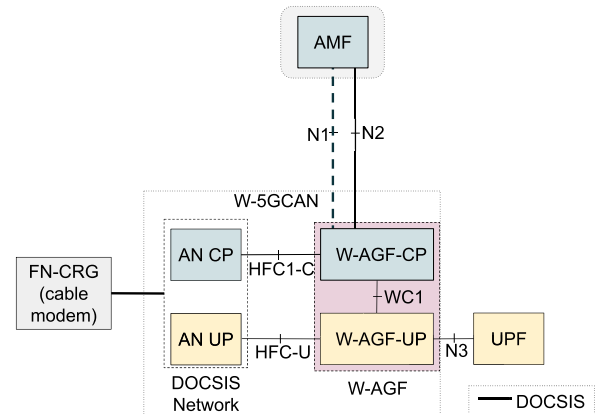 AMF
N1
N2
W-5GCAN
AN CP
HFC1-C
W-AGF-CP
FN-CRG
(cable
modem)
WC1
AN UP
HFC-U
W-AGF-UP
N3
UPF
DOCSIS
Network
W-AGF
DOCSIS